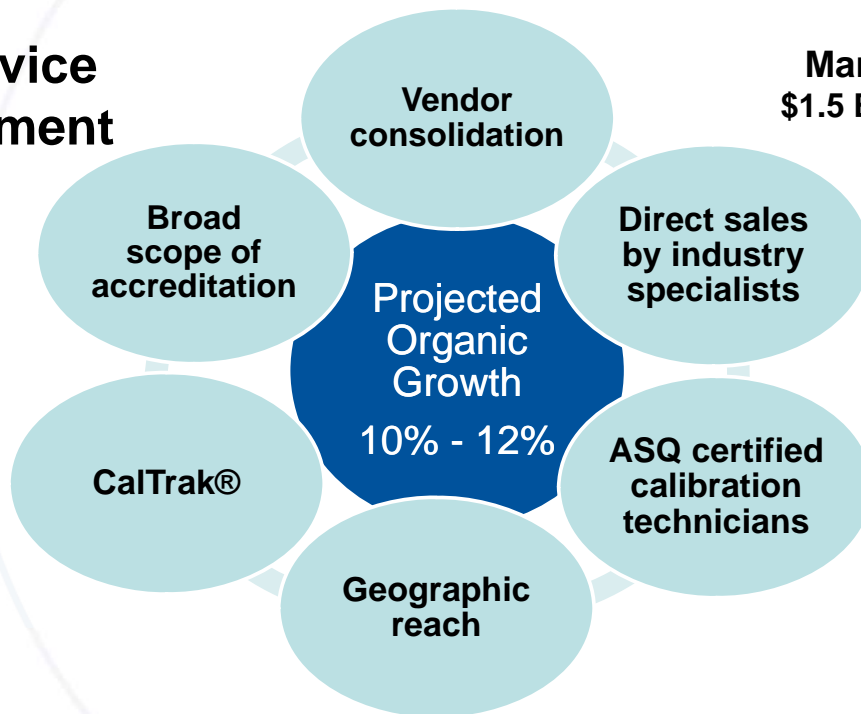 vice
ment
Mar
$1.5
Vendor
consolidation
Broad
scope of
accreditation
Direct sales
by industry
specialists
Projected
Organic
Growth
10% - 12%
CalTrak®
ASQ certified
calibration
technicians
Geographic
reach